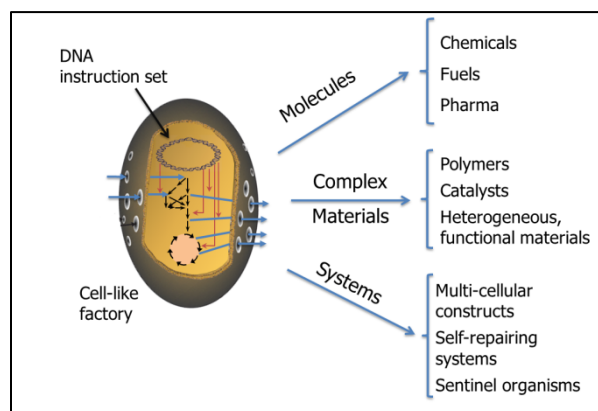 DNA
instruction set
Cell-like
factory
Molecules
Chemicals
Fuels
Pharma
Complex
Materials
Polymers
Catalysts
Heterogeneous,
functional materials
Systems
Multi-cellular
constructs
Self-repairing
systems
Sentinel organisms